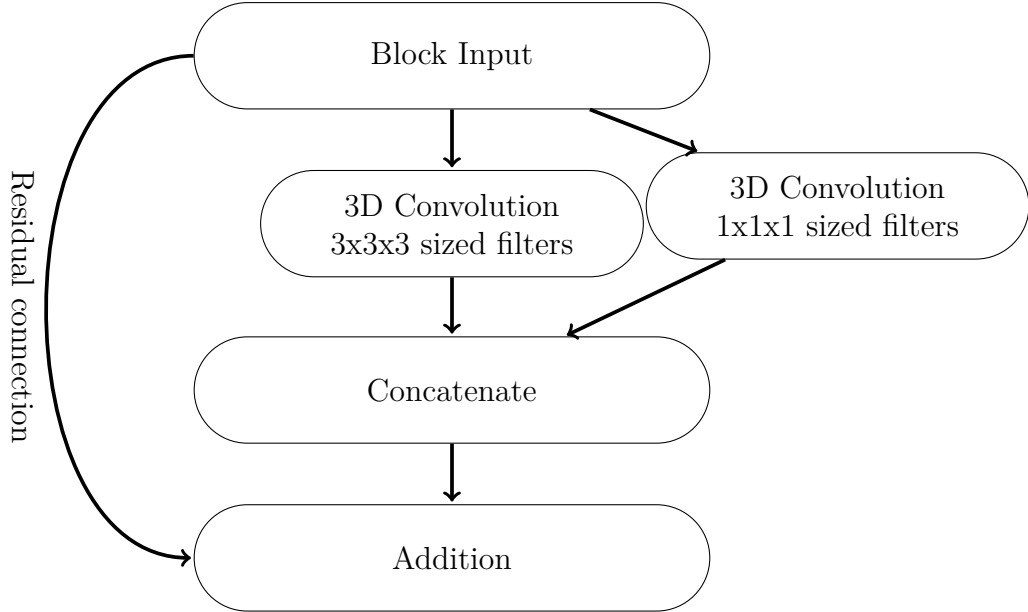 Block Input
3D Convolution
3x3x3 sized filters
3D Convolution
1x1x1 sized filters
Residual connection
Concatenate
Addition